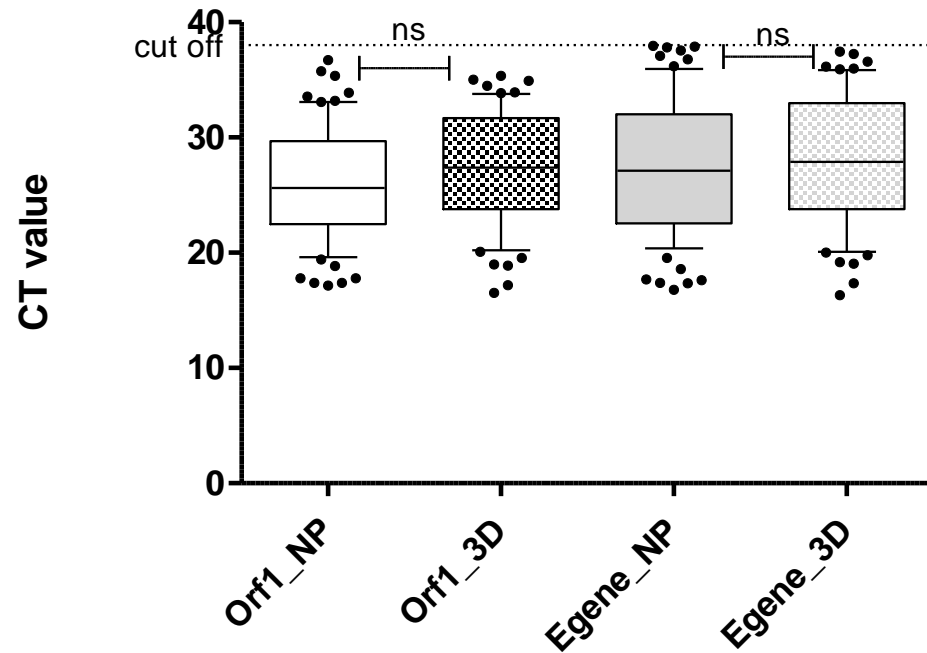 40
cut off
ns
ns
30
20
10
0
CT value
Orf1_NP
Orf1_3D
Egene_NP
Egene_3D